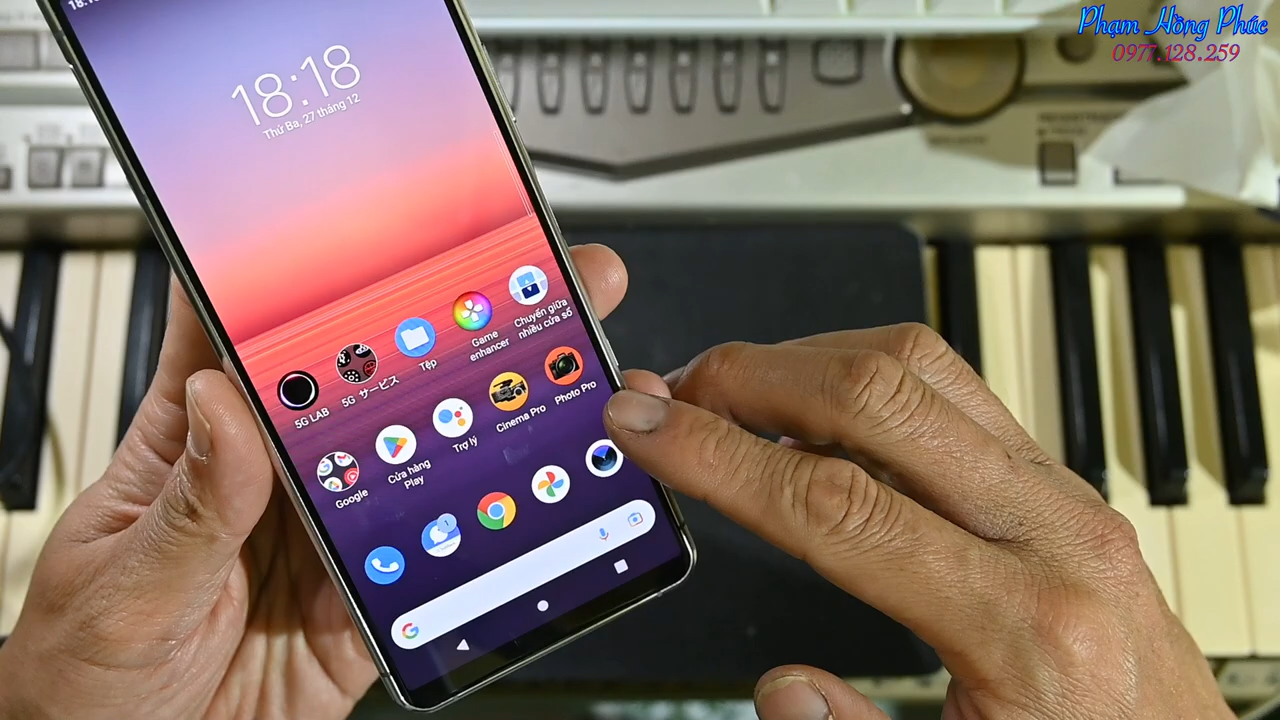 Phạm Hồng Phúc
0977.128.259
18:18
Thứ Ba, 27 tháng 12
5G LAB
5G サービス
Tệp
Game
enhancer
Chuyển giữa
nhiều cửa sổ
Google
Cửa hàng
Play
Trợ lý
Cinema Pro
Photo Pro